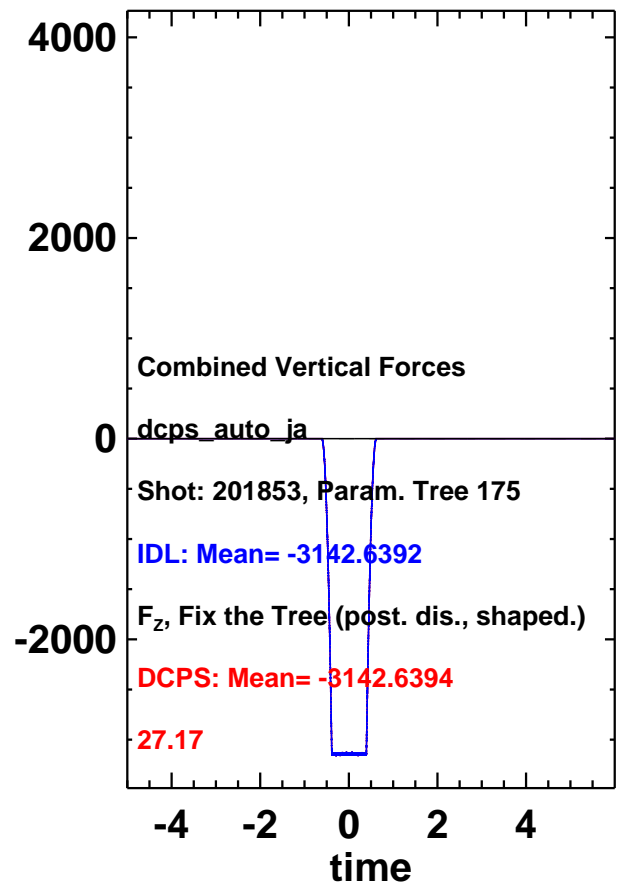 4000
2000
Combined Vertical Forces
0
dcps_auto_ja
Shot: 201853, Param. Tree 175
IDL: Mean= -3142.6392
F_Z, Fix the Tree (post. dis., shaped.)
-2000
DCPS: Mean= -3142.6394
27.17
-4 -2 0 2 4
time